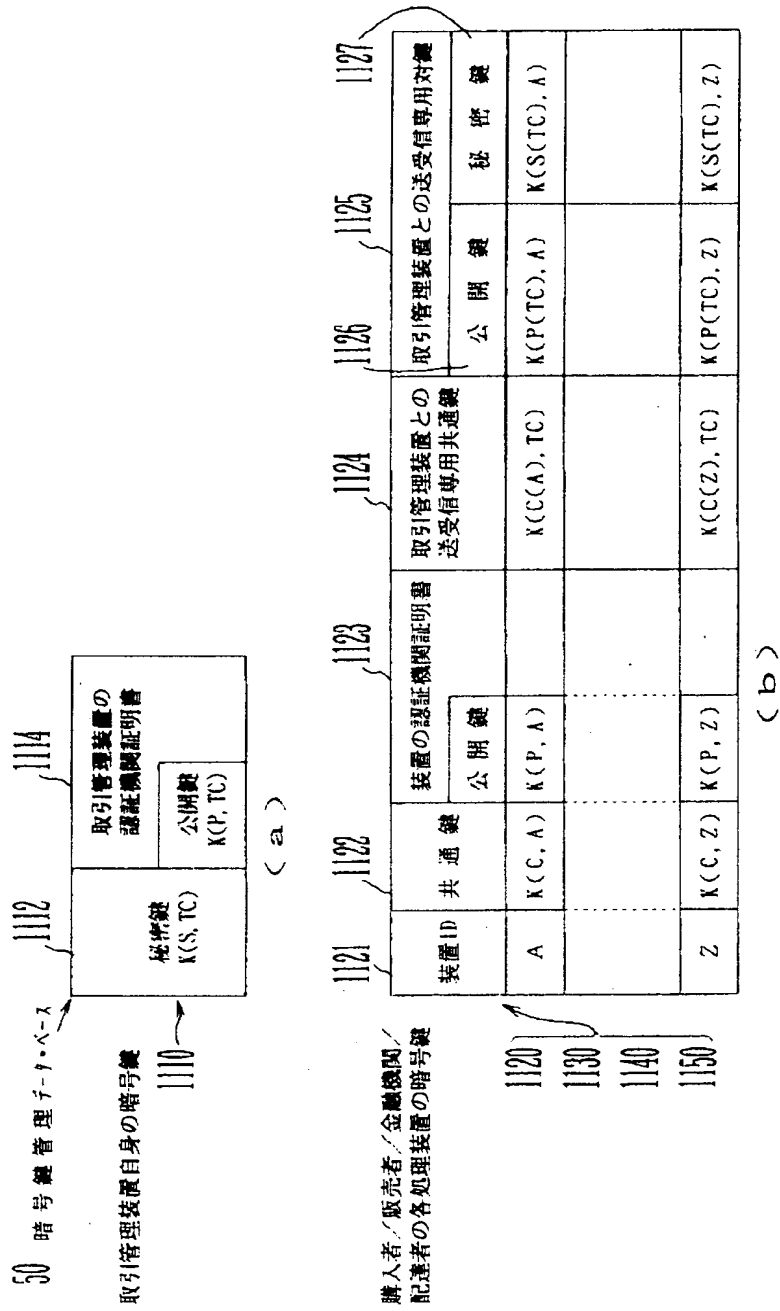 50 暗号鍵管理データ・ベース
1112
1114
取引管理装置自身の暗号鍵
1110
秘密鍵
K(S, TC)
取引管理装置の
認証機関証明書
公開鍵
K(P, TC)
(a)
購入者/販売者/金融機関/
配達者の各処理装置の暗号鍵
1120
1130
1140
1150
1121
1122
1123
1124
1125
1126
1127
装置ID
共通鍵
装置の認証機関証明書
公開鍵
取引管理装置との
送受信専用共通鍵
取引管理装置との送受信専用対鍵
公開鍵
秘密鍵
A
K(C, A)
K(P, A)
K(C(A), TC)
K(P(TC), A)
K(S(TC), A)
Z
K(C, Z)
K(P, Z)
K(C(Z), TC)
K(P(TC), Z)
K(S(TC), Z)
(b)